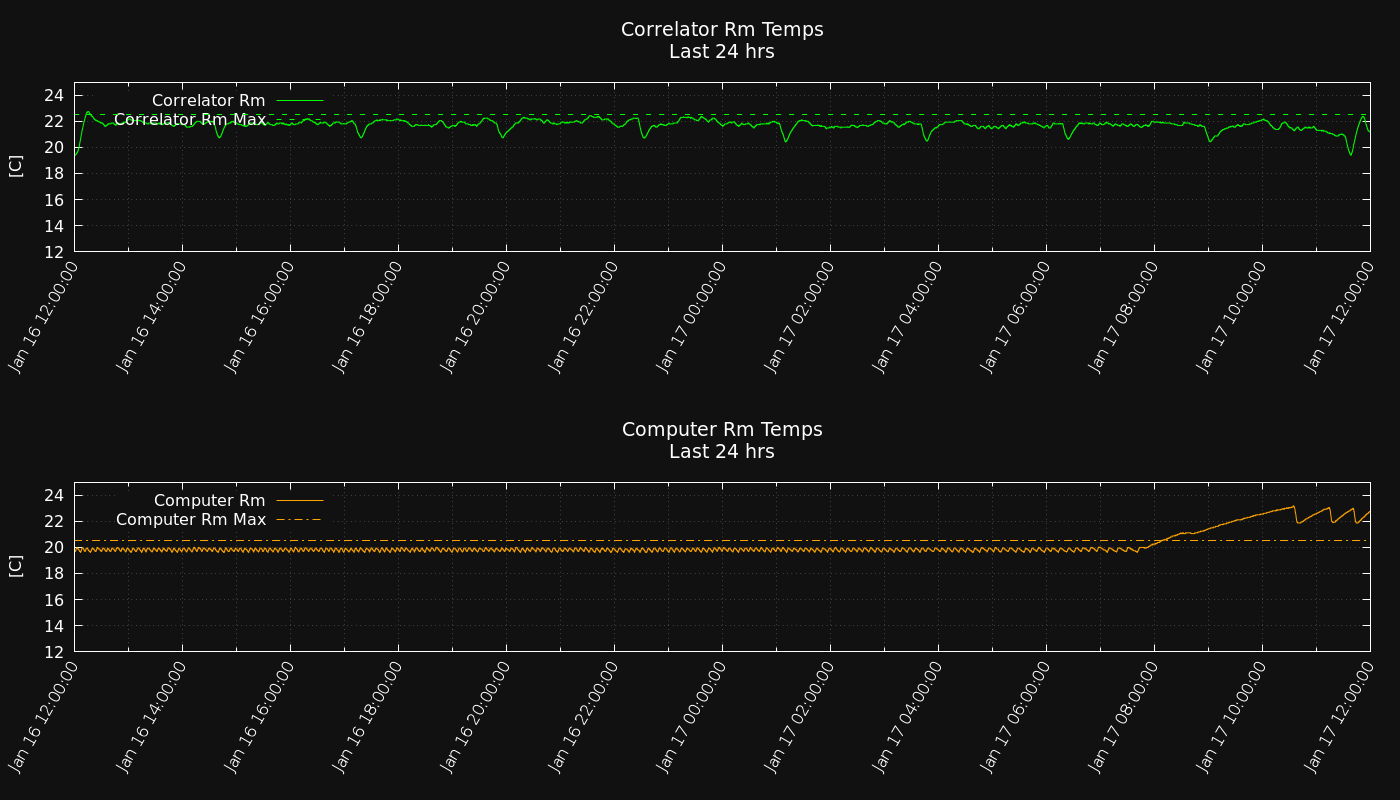 Correlator Rm Temps
Last 24 hrs
Correlator Rm
Correlator Rm Max
[C]
24
22
20
18
16
14
12
Jan 16 12:00:00
Jan 16 14:00:00
Jan 16 16:00:00
Jan 16 18:00:00
Jan 16 20:00:00
Jan 16 22:00:00
Jan 17 00:00:00
Jan 17 02:00:00
Jan 17 04:00:00
Jan 17 06:00:00
Jan 17 08:00:00
Jan 17 10:00:00
Jan 17 12:00:00
Computer Rm Temps
Last 24 hrs
Computer Rm
Computer Rm Max
[C]
24
22
20
18
16
14
12
Jan 16 12:00:00
Jan 16 14:00:00
Jan 16 16:00:00
Jan 16 18:00:00
Jan 16 20:00:00
Jan 16 22:00:00
Jan 17 00:00:00
Jan 17 02:00:00
Jan 17 04:00:00
Jan 17 06:00:00
Jan 17 08:00:00
Jan 17 10:00:00
Jan 17 12:00:00